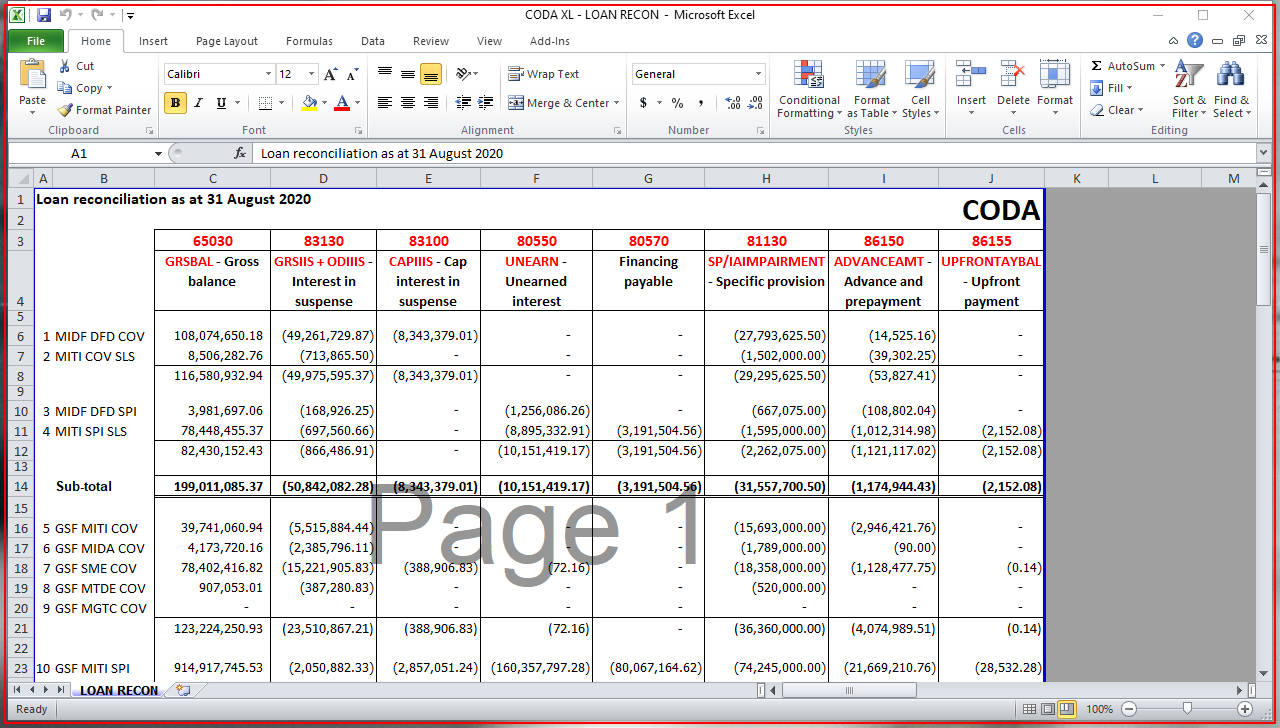 CODA XL - LOAN RECON - Microsoft Excel
File Home Insert Page Layout Formulas Data Review View Add-Ins
Cut
Copy
Format Painter
Paste
Clipboard
Calibri 12
B I U
Font
Wrap Text
Merge & Center
Alignment
General
$ % ,
Number
Conditional Formatting
Format as Table
Cell Styles
Styles
Insert Delete Format
Cells
AutoSum
Fill
Clear
Sort & Filter
Find & Select
Editing
A1 fx Loan reconciliation as at 31 August 2020
A B C D E F G H I J K L M
1 Loan reconciliation as at 31 August 2020
2 CODA
3 65030 83130 83100 80550 80570 81130 86150 86155
GRSBAL - Gross GRSIIS + ODIIIS - CAPIIIS - Cap UNEARN - Financing SP/IAIMPAIRMENT ADVANCEAMT - UPFRONTAYBAL
balance Interest in interest in Unearned payable - Specific provision Advance and - Upfront
4 suspense suspense interest prepayment payment
5
6 1 MIDF DFD COV 108,074,650.18 (49,261,729.87) (8,343,379.01) - - (27,793,625.50) (14,525.16) -
7 2 MITI COV SLS 8,506,282.76 (713,865.50) - - - (1,502,000.00) (39,302.25) -
8 116,580,932.94 (49,975,595.37) (8,343,379.01) - - (29,295,625.50) (53,827.41) -
9
10 3 MIDF DFD SPI 3,981,697.06 (168,926.25) - (1,256,086.26) - (667,075.00) (108,802.04) -
11 4 MITI SPI SLS 78,448,455.37 (697,560.66) - (8,895,332.91) (3,191,504.56) (1,595,000.00) (1,012,314.98) (2,152.08)
12 82,430,152.43 (866,486.91) - (10,151,419.17) (3,191,504.56) (2,262,075.00) (1,121,117.02) (2,152.08)
13
14 Sub-total 199,011,085.37 (50,842,082.28) (8,343,379.01) (10,151,419.17) (3,191,504.56) (31,557,700.50) (1,174,944.43) (2,152.08)
15
16 5 GSF MITI COV 39,741,060.94 (5,515,884.44) - - - (15,693,000.00) (2,946,421.76) -
17 6 GSF MIDA COV 4,173,720.16 (2,385,796.11) - - - (1,789,000.00) (90.00) -
18 7 GSF SME COV 78,402,416.82 (15,221,905.83) (388,906.83) (72.16) - (18,358,000.00) (1,128,477.75) (0.14)
19 8 GSF MTDE COV 907,053.01 (387,280.83) - - - (520,000.00) - -
20 9 GSF MGTC COV - - - - - - - -
21 123,224,250.93 (23,510,867.21) (388,906.83) (72.16) - (36,360,000.00) (4,074,989.51) (0.14)
22
23 10 GSF MITI SPI 914,917,745.53 (2,050,882.33) (2,857,051.24) (160,357,797.28) (80,067,164.62) (74,245,000.00) (21,669,210.76) (28,532.28)
Page 1
LOAN RECON
Ready 100%